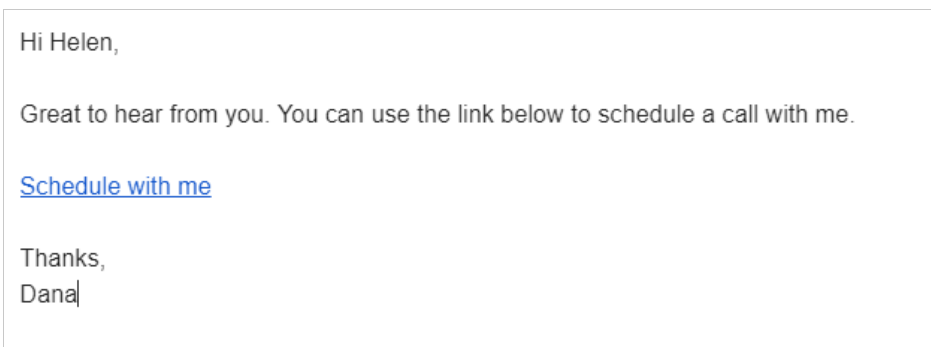 Hi Helen,
Great to hear from you. You can use the link below to schedule a call with me.
Schedule with me
Thanks,
Dana